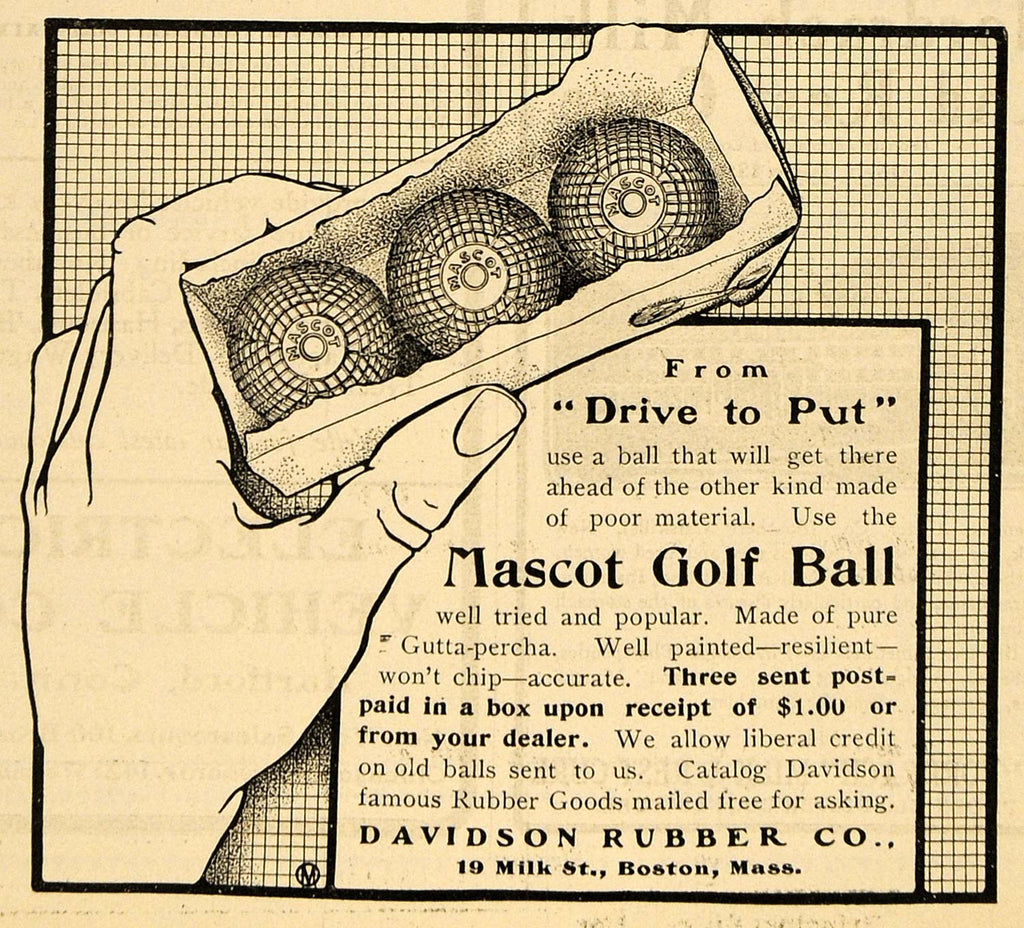 MASCOT
MASCOT
MASCOT
From
"Drive to Put"
use a ball that will get there
ahead of the other kind made
of poor material. Use the
Mascot Golf Ball
well tried and popular. Made of pure
Gutta-percha. Well painted—resilient—
won't chip—accurate. Three sent post-
paid in a box upon receipt of $1.00 or
from your dealer. We allow liberal credit
on old balls sent to us. Catalog Davidson
famous Rubber Goods mailed free for asking.
DAVIDSON RUBBER CO.,
19 Milk St., Boston, Mass.
M